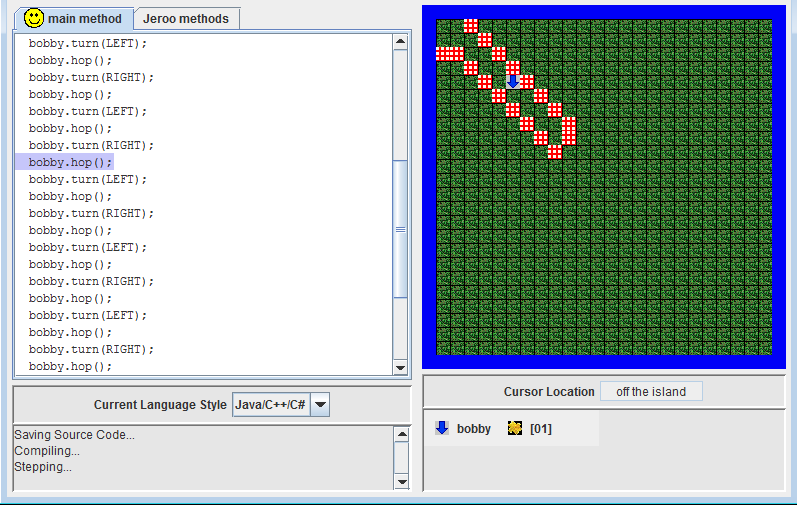 main method
Jeroo methods
bobby.turn(LEFT);
bobby.hop();
bobby.turn(RIGHT);
bobby.hop();
bobby.turn(LEFT);
bobby.hop();
bobby.turn(RIGHT);
bobby.hop();
bobby.turn(LEFT);
bobby.hop();
bobby.turn(RIGHT);
bobby.hop();
bobby.turn(LEFT);
bobby.hop();
bobby.turn(RIGHT);
bobby.hop();
bobby.turn(LEFT);
bobby.hop();
bobby.turn(RIGHT);
bobby.hop();
Current Language Style Java/C++/C#
Saving Source Code...
Compiling...
Stepping...
Cursor Location off the island
bobby [01]